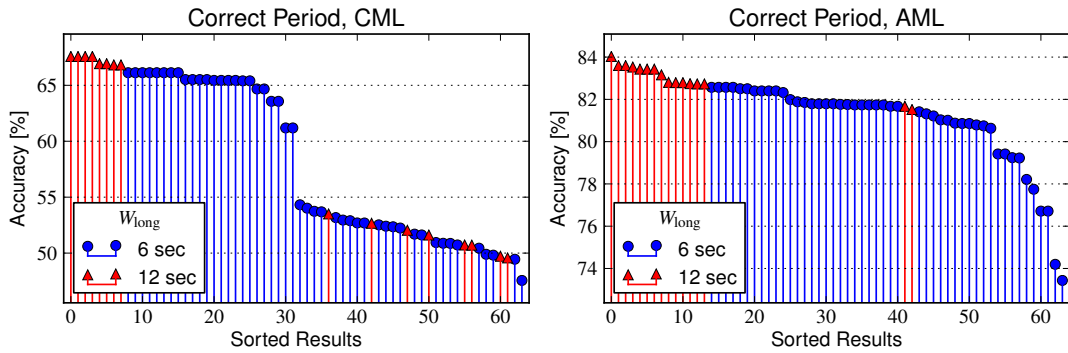 Correct Period, CML
Accuracy [%]
65
60
55
50
W_long
6 sec
12 sec
0 10 20 30 40 50 60
Sorted Results
Correct Period, AML
Accuracy [%]
84
82
80
78
76
74
W_long
6 sec
12 sec
0 10 20 30 40 50 60
Sorted Results